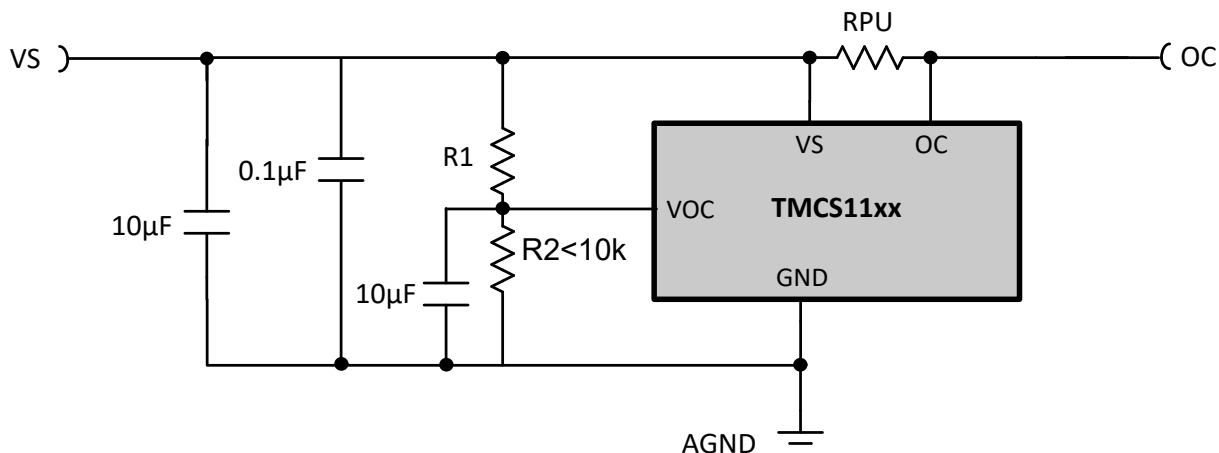 RPU
VS
OC
VS
OC
R1
0.1µF
VOC
TMCS11xx
10µF
R2<10k
GND
10µF
AGND